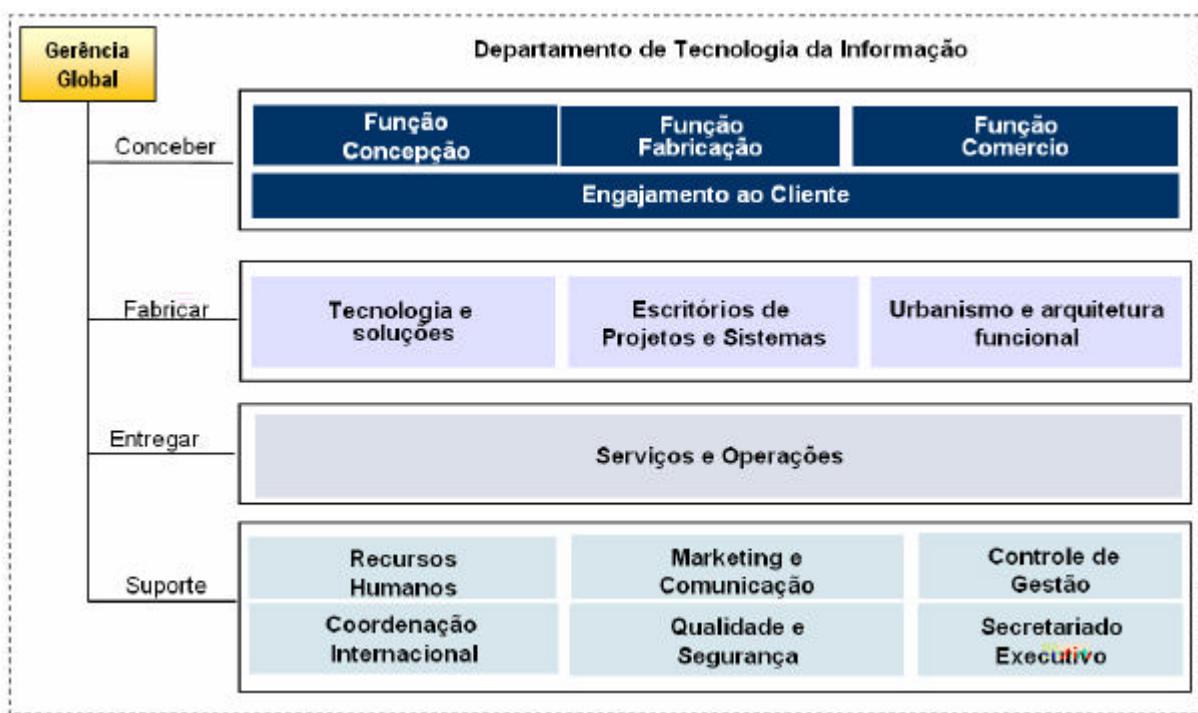 Gerência
Global
Departamento de Tecnologia da Informação
Conceber
Função
Concepção
Função
Fabricação
Função
Comercio
Engajamento ao Cliente
Fabricar
Tecnologia e
soluções
Escritórios de
Projetos e Sistemas
Urbanismo e arquitetura
funcional
Entregar
Serviços e Operações
Suporte
Recursos
Humanos
Marketing e
Comunicação
Controle de
Gestão
Coordenação
Internacional
Qualidade e
Segurança
Secretariado
Executivo